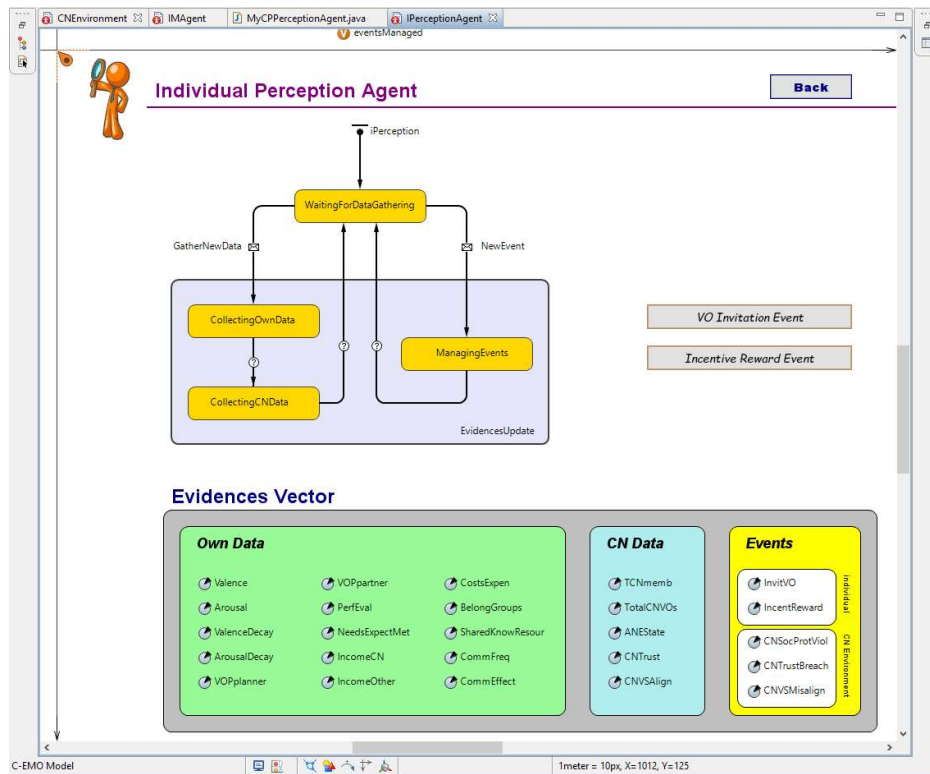 CNEnvironment
IMAgent
MyCPPerceptionAgent.java
IPerceptionAgent
eventsManaged
Individual Perception Agent
Back
iPerception
WaitingForDataGathering
GatherNewData
NewEvent
CollectingOwnData
ManagingEvents
CollectingCNData
EvidencesUpdate
VO Invitation Event
Incentive Reward Event
Evidences Vector
Own Data
Valence
Arousal
ValenceDecay
ArousalDecay
VOPplanner
VOPpartner
PerfEval
NeedsExpectMet
IncomeCN
IncomeOther
CostsExpen
BelongGroups
SharedKnowResour
CommFreq
CommEffect
CN Data
TCNmemb
TotalCNVOs
ANEState
CNTrust
CNVSAlign
Events
InvitVO
IncentReward
individual
CNSocProtViol
CNTrustBreach
CNVSMisalign
CN Environment
C-EMO Model
1meter = 10px, X=1012, Y=125